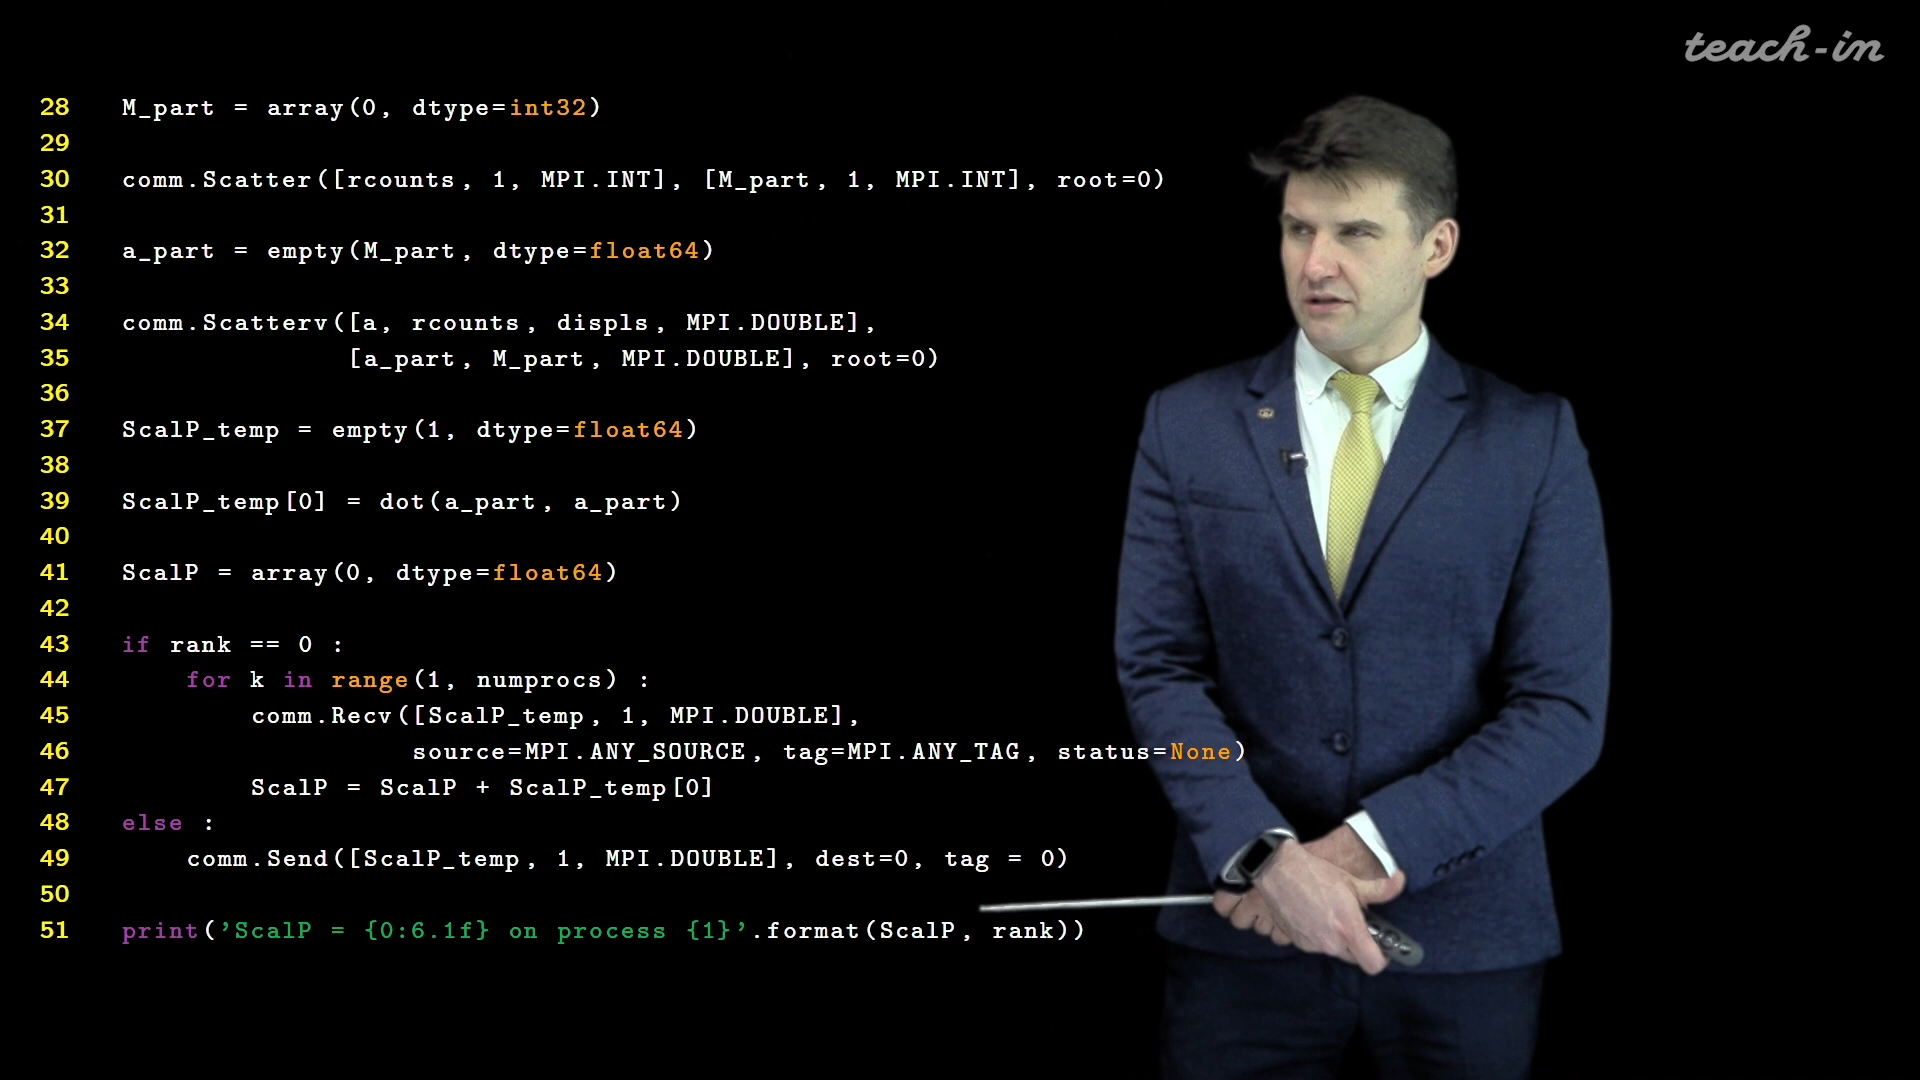 teach-in
28 M_part = array(0, dtype=int32)
29
30 comm.Scatter([rcounts, 1, MPI.INT], [M_part, 1, MPI.INT], root=0)
31
32 a_part = empty(M_part, dtype=float64)
33
34 comm.Scatterv([a, rcounts, displs, MPI.DOUBLE],
35               [a_part, M_part, MPI.DOUBLE], root=0)
36
37 ScalP_temp = empty(1, dtype=float64)
38
39 ScalP_temp[0] = dot(a_part, a_part)
40
41 ScalP = array(0, dtype=float64)
42
43 if rank == 0 :
44     for k in range(1, numprocs) :
45         comm.Recv([ScalP_temp, 1, MPI.DOUBLE],
46                   source=MPI.ANY_SOURCE, tag=MPI.ANY_TAG, status=None)
47         ScalP = ScalP + ScalP_temp[0]
48 else :
49     comm.Send([ScalP_temp, 1, MPI.DOUBLE], dest=0, tag = 0)
50
51 print('ScalP = {0:6.1f} on process {1}'.format(ScalP, rank))